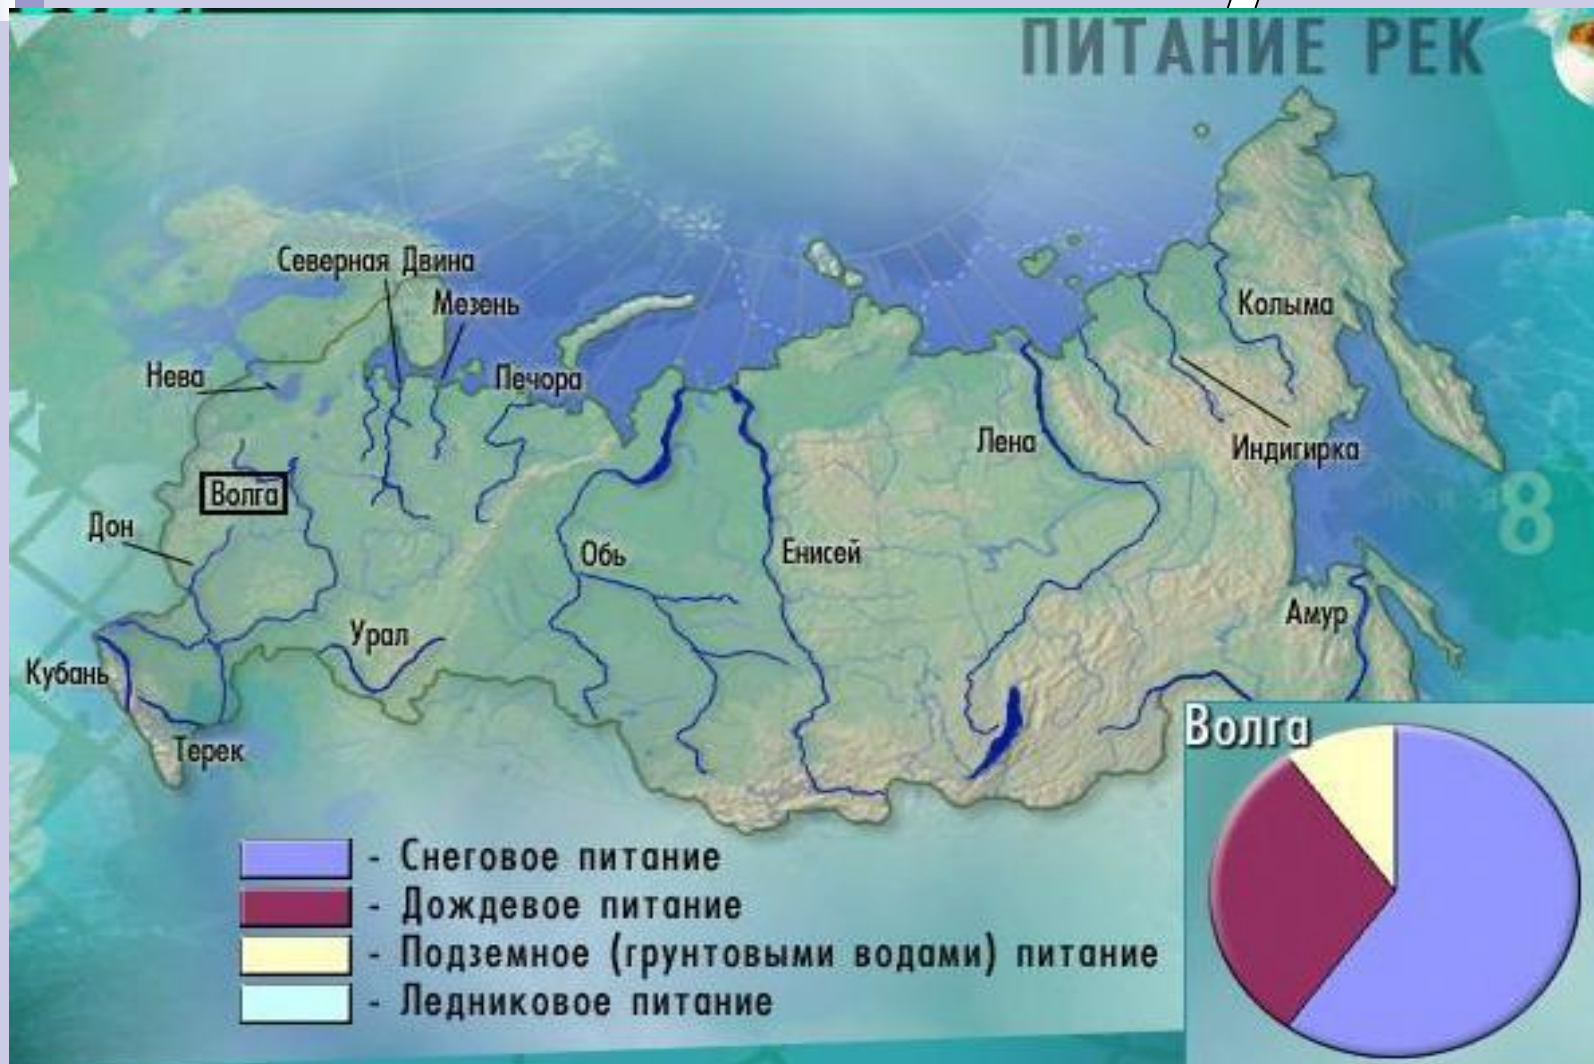 ПИТАНИЕ РЕК
Северная Двина
Мезень
Колыма
Нева
Печора
Лена
Индигирка
Волга
8
Дон
Обь
Енисей
Амур
Урал
Кубань
Терек
Волга
- Снеговое питание
- Дождевое питание
- Подземное (грунтовыми водами) питание
- Ледниковое питание